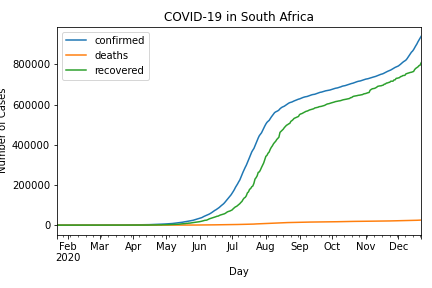 COVID-19 in South Africa
confirmed
deaths
recovered
800000
600000
400000
200000
0
Number of Cases
Feb Mar Apr May Jun Jul Aug Sep Oct Nov Dec
2020
Day